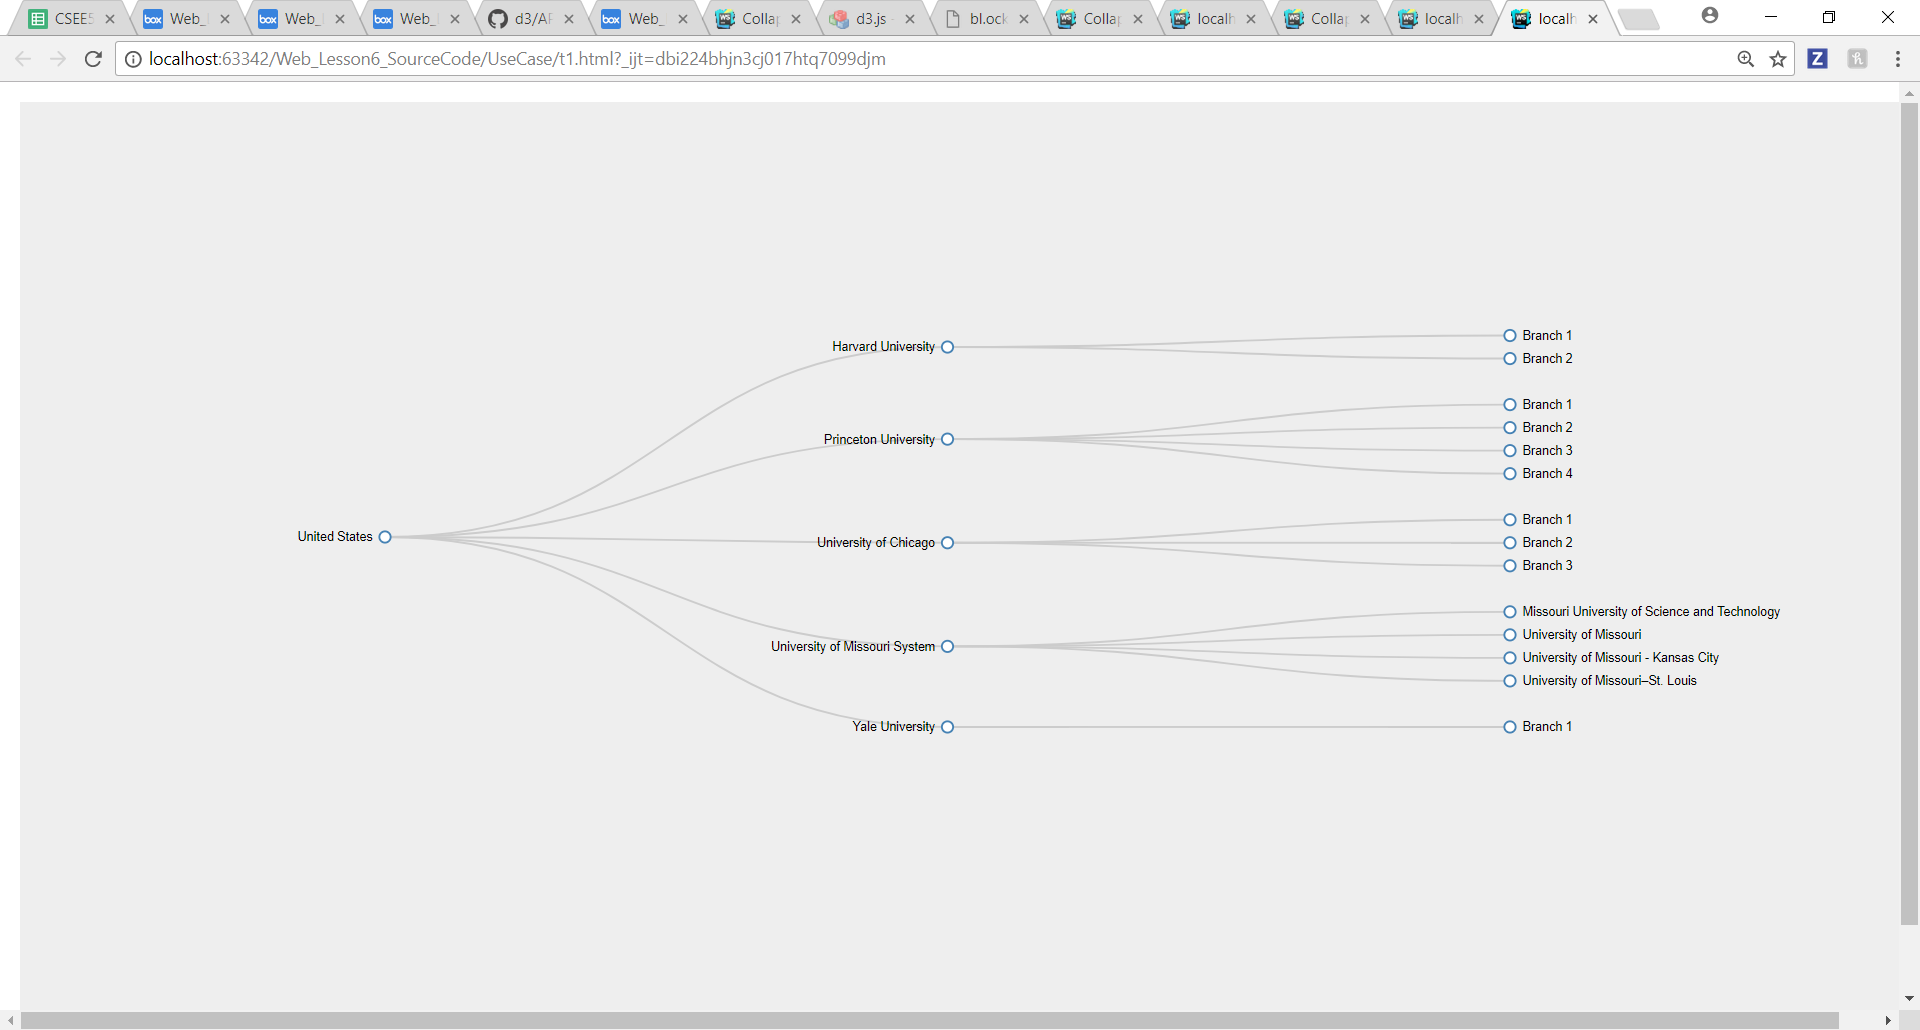 CSEES
Web_
Web_
Web_
d3/AF
Web_
Collap
d3.js
bl.ock
Collap
localh
Collap
localh
localh
localhost:63342/Web_Lesson6_SourceCode/UseCase/t1.html?_ijt=dbi224bhjn3cj017htq7099djm
United States
Harvard University
Branch 1
Branch 2
Princeton University
Branch 1
Branch 2
Branch 3
Branch 4
University of Chicago
Branch 1
Branch 2
Branch 3
University of Missouri System
Missouri University of Science and Technology
University of Missouri
University of Missouri - Kansas City
University of Missouri–St. Louis
Yale University
Branch 1